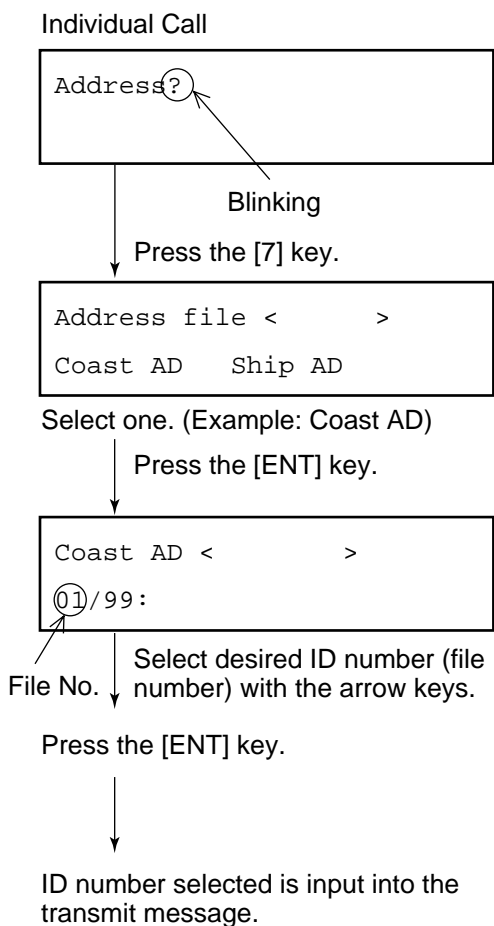 Individual Call
Address?
Blinking
Press the [7] key.
Address file <      >
Coast AD   Ship AD
Select one. (Example: Coast AD)
Press the [ENT] key.
Coast AD <        >
01/99:
File No.
Select desired ID number (file
number) with the arrow keys.
Press the [ENT] key.
ID number selected is input into the
transmit message.